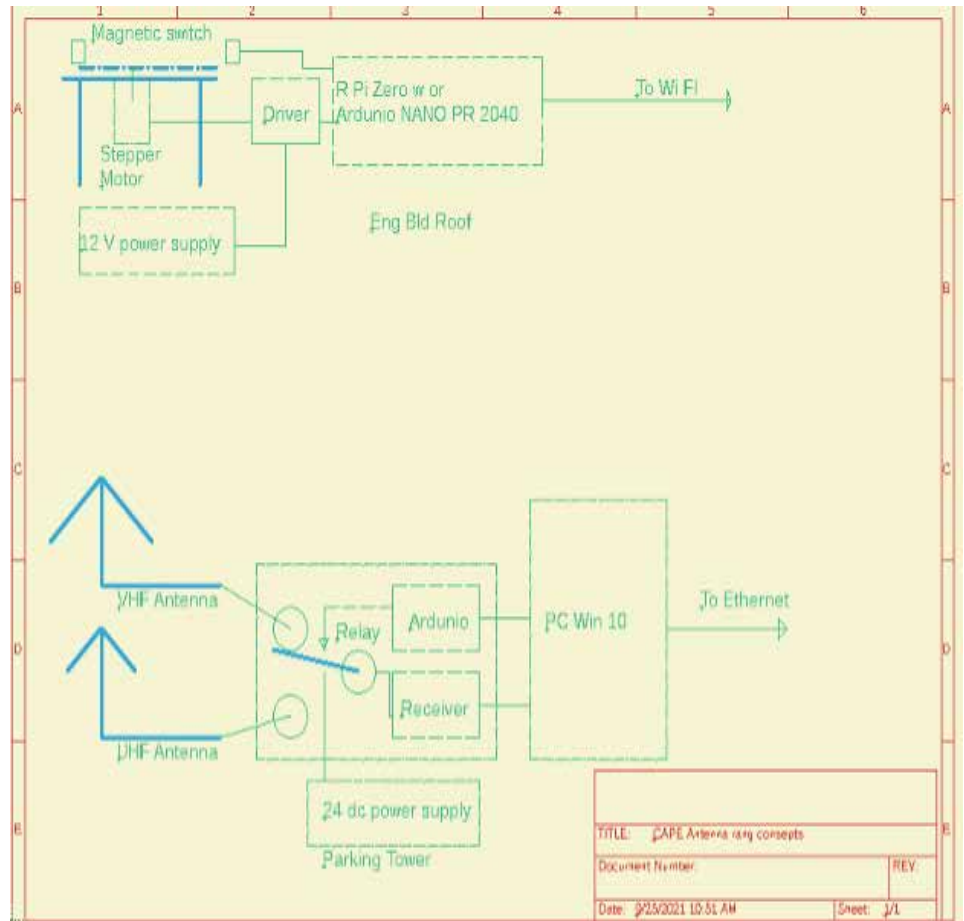 1 2 3 4 5 6
Magnetic switch
A
A
R Pi Zero w or
Ardunio NANO PR 2040
To Wi Fi
Driver
Stepper
Motor
Eng Bld Roof
12 V power supply
B
B
C
C
VHF Antenna
Relay
Ardunio
PC Win 10
To Ethernet
D
D
Receiver
UHF Antenna
24 dc power supply
Parking Tower
E
E
TITLE: CAPE Antenna consepts
Document Number:
REV:
Date: 9/25/2021 10:51 AM
Sheet: 1/1